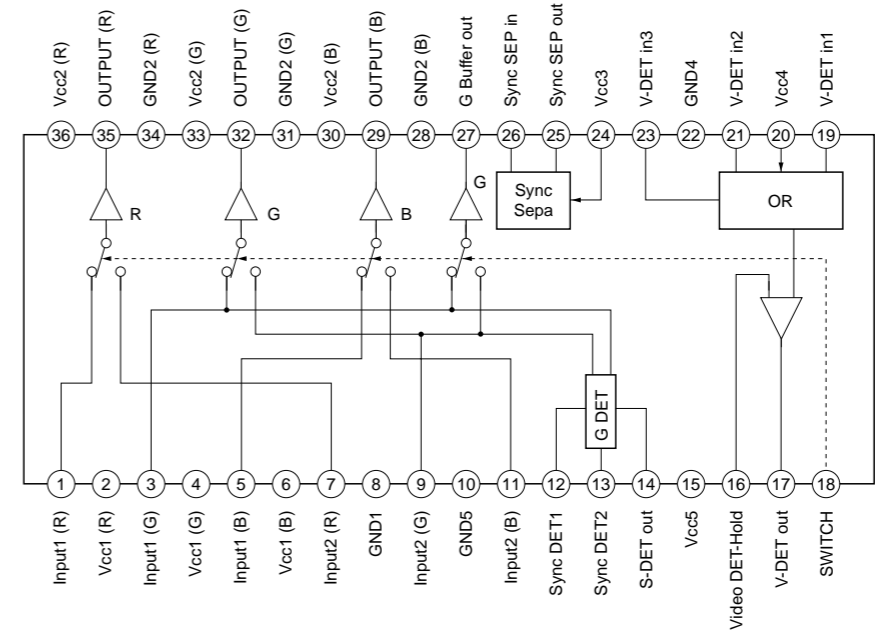 Vcc2 (R)
OUTPUT (R)
GND2 (R)
Vcc2 (G)
OUTPUT (G)
GND2 (G)
Vcc2 (B)
OUTPUT (B)
GND2 (B)
G Buffer out
Sync SEP in
Sync SEP out
Vcc3
V-DET in3
GND4
V-DET in2
Vcc4
V-DET in1
36
35
34
33
32
31
30
29
28
27
26
25
24
23
22
21
20
19
R
G
B
G
Sync
Sepa
OR
G DET
1
2
3
4
5
6
7
8
9
10
11
12
13
14
15
16
17
18
Input1 (R)
Vcc1 (R)
Input1 (G)
Vcc1 (G)
Input1 (B)
Vcc1 (B)
Input2 (R)
GND1
Input2 (G)
GND5
Input2 (B)
Sync DET1
Sync DET2
S-DET out
Vcc5
Video DET-Hold
V-DET out
SWITCH